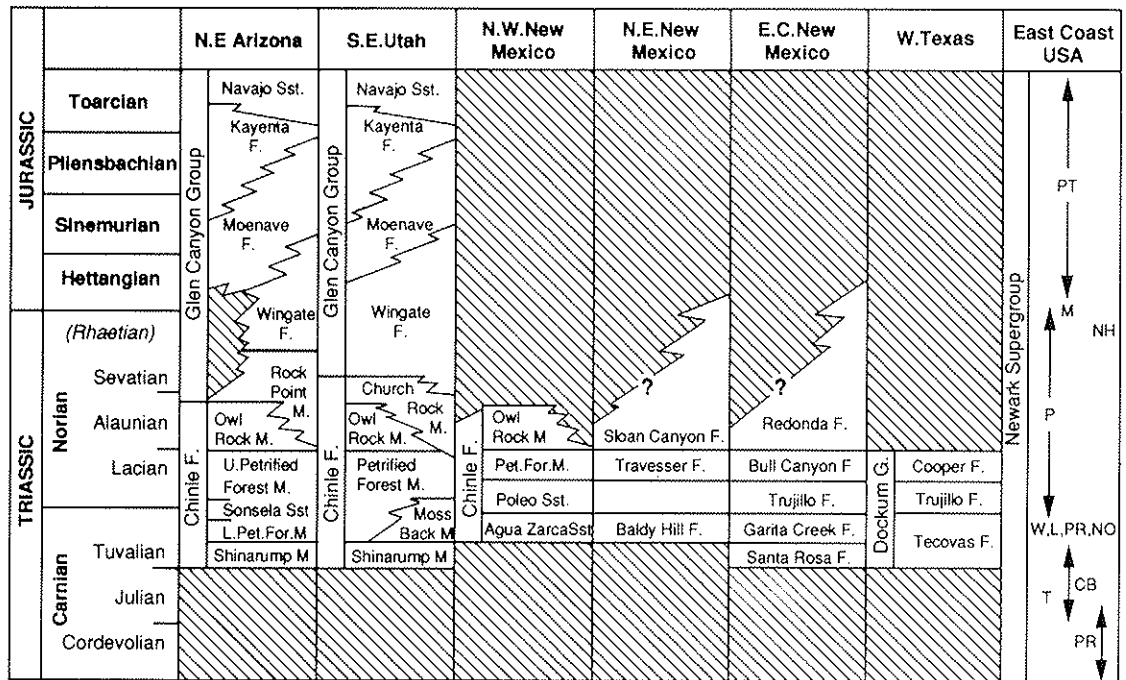 N.E Arizona
S.E.Utah
N.W.New
Mexico
N.E.New
Mexico
E.C.New
Mexico
W.Texas
East Coast
USA
JURASSIC
Toarcian
Pliensbachian
Sinemurian
Hettangian
TRIASSIC
Norian
(Rhaetian)
Sevatian
Alaunian
Lacian
Carnian
Tuvalian
Julian
Cordevolian
Glen Canyon Group
Navajo Sst.
Kayenta
F.
Moenave
F.
Wingate
F.
Chinle F.
Rock
Point
M.
Owl
Rock M.
U.Petrified
Forest M.
Sonsela Sst
L.Pet.For.M
Shinarump M
Glen Canyon Group
Navajo Sst.
Kayenta
F.
Moenave
F.
Wingate
F.
Chinle F.
Church
Rock
M.
Owl
Rock M.
Petrified
Forest M.
Moss
Back M
Shinarump M
Chinle F.
Owl
Rock M
Pet.For.M.
Poleo Sst.
Agua ZarcaSst
?
Sloan Canyon F.
Travesser F.
Baldy Hill F.
?
Redonda F.
Bull Canyon F
Trujillo F.
Garita Creek F.
Santa Rosa F.
Dockum G.
Cooper F.
Trujillo F.
Tecovas F.
Newark Supergroup
PT
M
NH
P
W,L,PR,NO
CB
T
PR